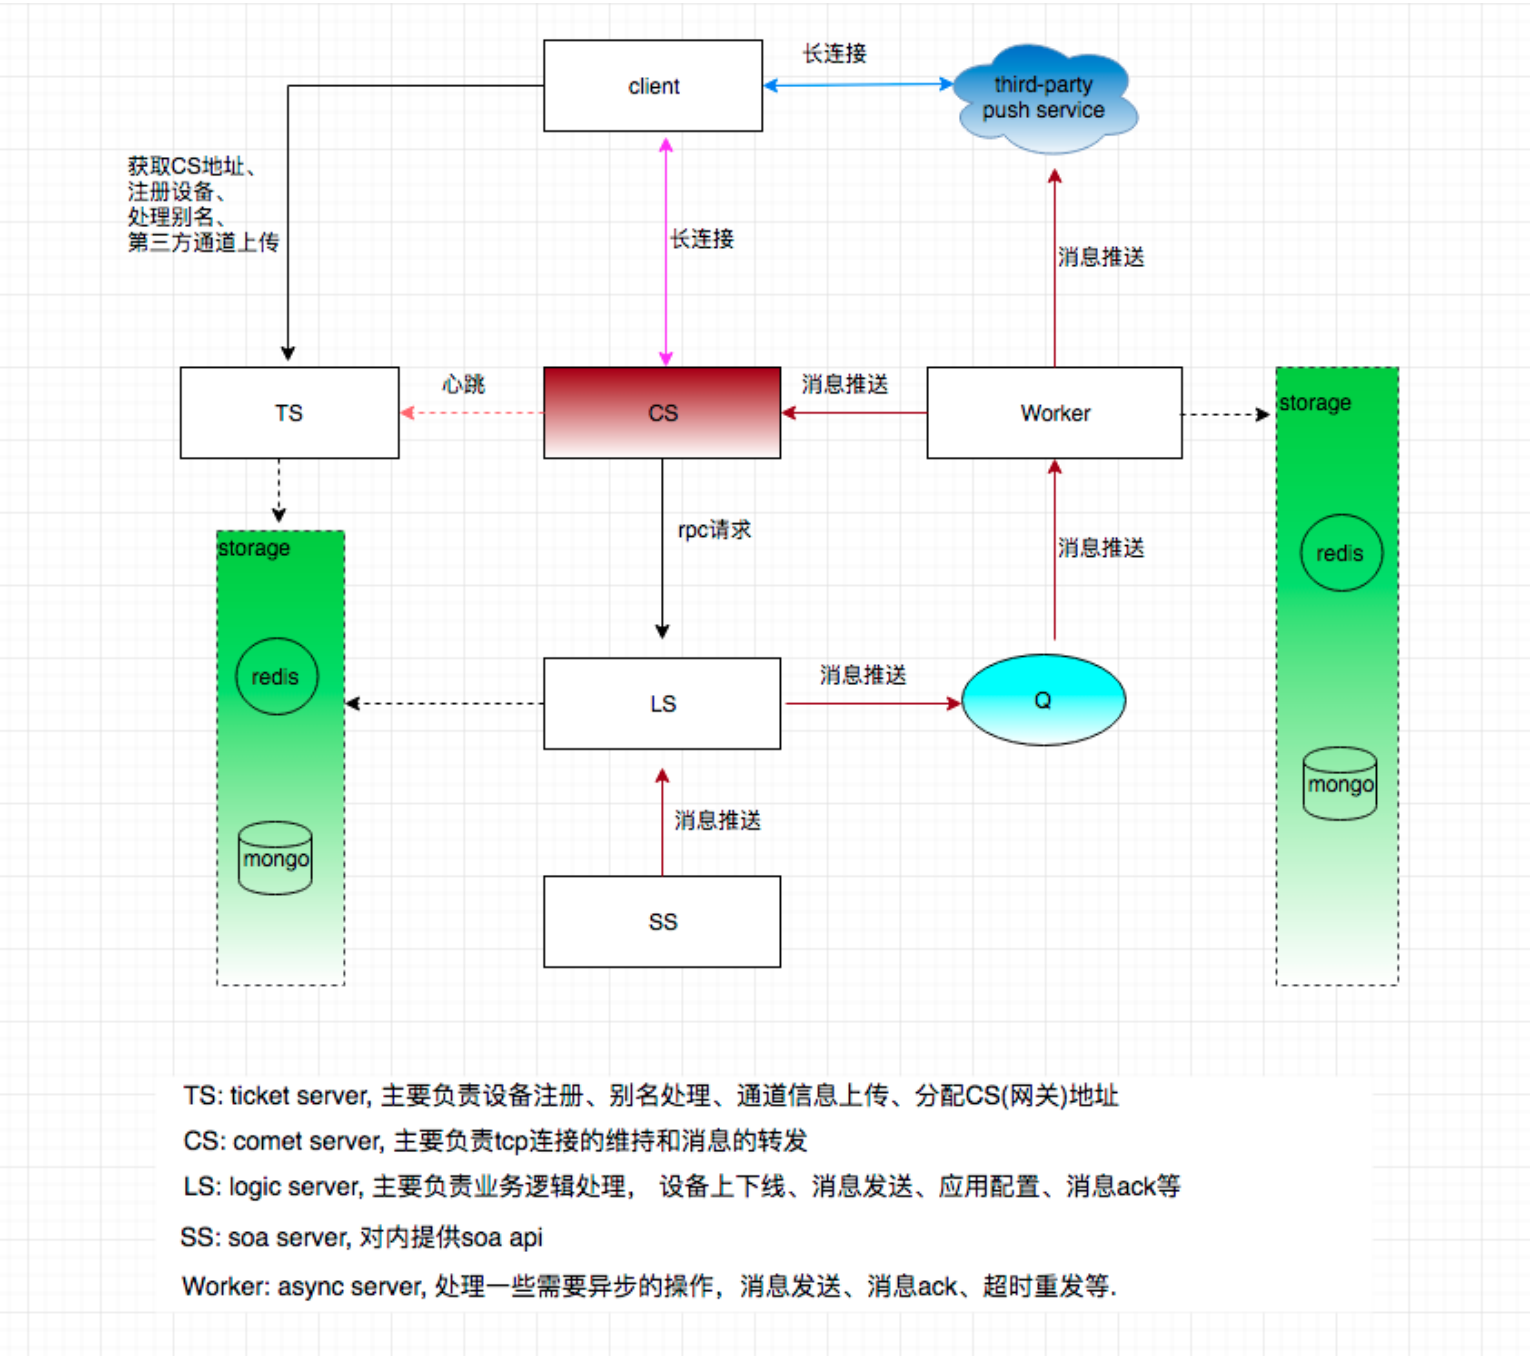 长连接
client
third-party
push service
获取CS地址、
注册设备、
处理别名、
第三方通道上传
长连接
消息推送
TS
心跳
CS
消息推送
Worker
storage
storage
rpc请求
消息推送
redis
redis
LS
消息推送
Q
mongo
mongo
消息推送
SS
TS: ticket server, 主要负责设备注册、别名处理、通道信息上传、分配CS(网关)地址
CS: comet server, 主要负责tcp连接的维持和消息的转发
LS: logic server, 主要负责业务逻辑处理， 设备上下线、消息发送、应用配置、消息ack等
SS: soa server, 对内提供soa api
Worker: async server, 处理一些需要异步的操作，消息发送、消息ack、超时重发等.